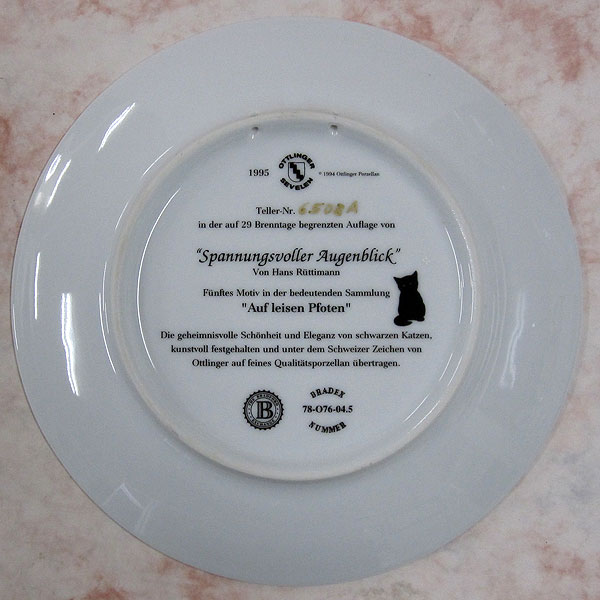 1995 OTTLINGER SEVELEN © 1994 Ottlinger Porzellan
Teller-Nr. 6508A
in der auf 29 Brenntage begrenzten Auflage von
"Spannungsvoller Augenblick"
Von Hans Rüttimann
Fünftes Motiv in der bedeutenden Sammlung
"Auf leisen Pfoten"
Die geheimnisvolle Schönheit und Eleganz von schwarzen Katzen,
kunstvoll festgehalten und unter dem Schweizer Zeichen von
Ottlinger auf feines Qualitätsporzellan übertragen.
B
BRADEX
78-O76-04.5
NUMMER